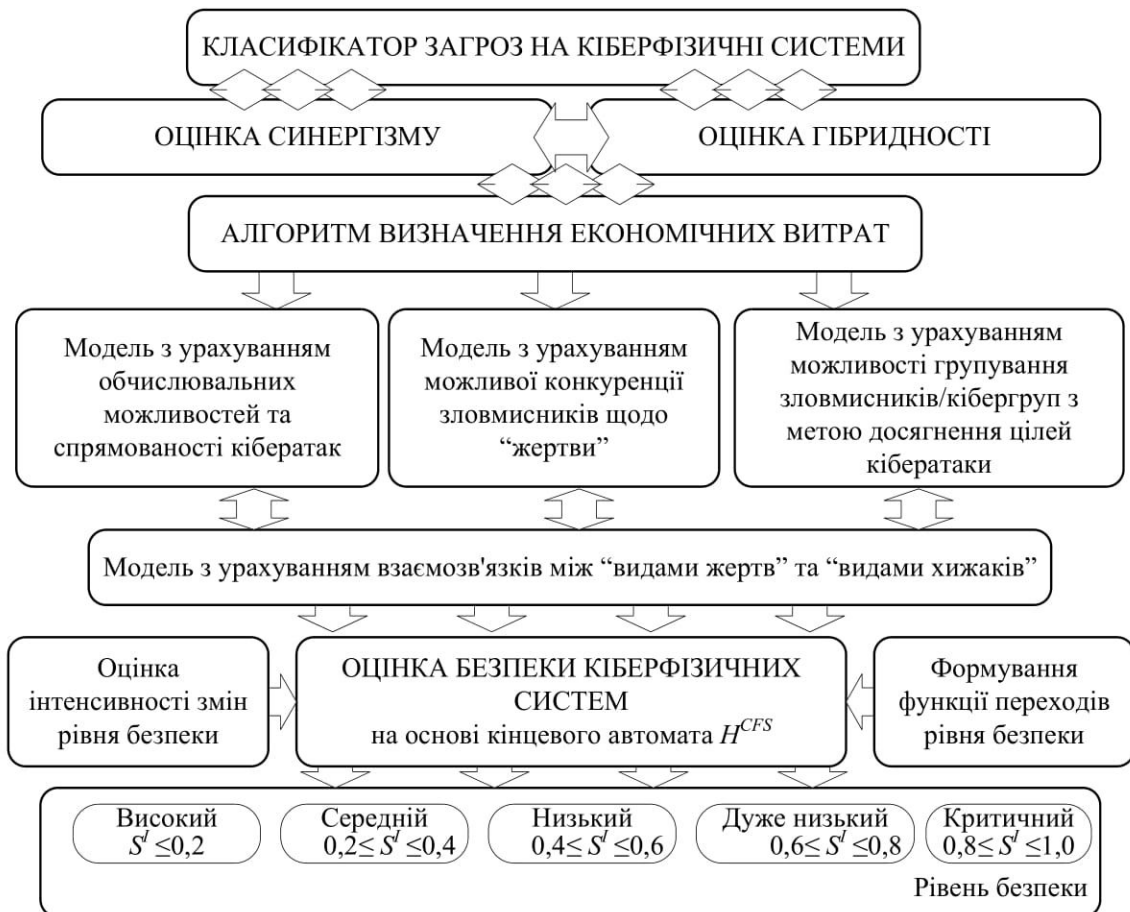 КЛАСИФІКАТОР ЗАГРОЗ НА КІБЕРФІЗИЧНІ СИСТЕМИ
ОЦІНКА СИНЕРГІЗМУ
ОЦІНКА ГІБРИДНОСТІ
АЛГОРИТМ ВИЗНАЧЕННЯ ЕКОНОМІЧНИХ ВИТРАТ
Модель з урахуванням
обчислювальних
можливостей та
спрямованості кібератак
Модель з урахуванням
можливої конкуренції
зловмисників щодо
“жертви”
Модель з урахуванням
можливості групування
зловмисників/кібергруп з
метою досягнення цілей
кібератаки
Модель з урахуванням взаємозв'язків між “видами жертв” та “видами хижаків”
Оцінка
інтенсивності змін
рівня безпеки
ОЦІНКА БЕЗПЕКИ КІБЕРФІЗИЧНИХ
СИСТЕМ
на основі кінцевого автомата H^CFS
Формування
функції переходів
рівня безпеки
Високий
S^I ≤0,2
Середній
0,2≤ S^I ≤0,4
Низький
0,4≤ S^I ≤0,6
Дуже низький
0,6≤ S^I ≤0,8
Критичний
0,8≤ S^I ≤1,0
Рівень безпеки